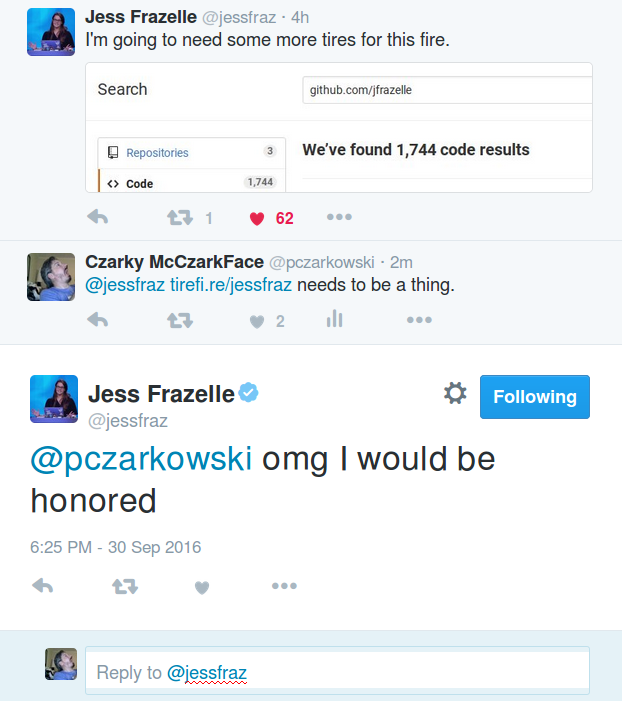 Jess Frazelle @jessfraz · 4h
I'm going to need some more tires for this fire.
Search
github.com/jfrazelle
Repositories 3
We've found 1,744 code results
<> Code 1,744
1 62
Czarky McCzarkFace @pczarkowski · 2m
@jessfraz tirefi.re/jessfraz needs to be a thing.
2
Jess Frazelle
Following
@jessfraz
@pczarkowski omg I would be
honored
6:25 PM - 30 Sep 2016
Reply to @jessfraz